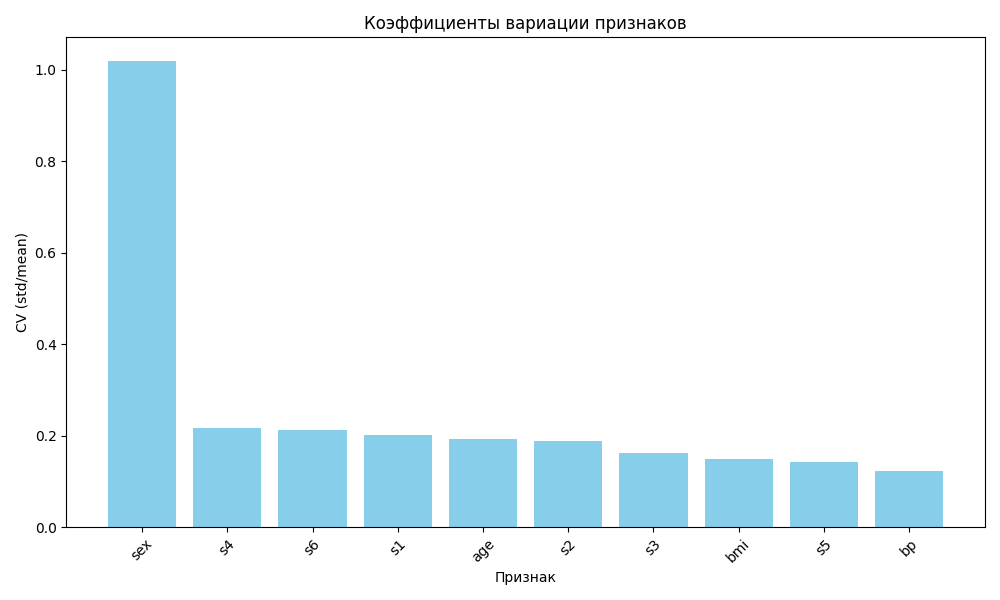 Коэффициенты вариации признаков
CV (std/mean)
1.0
0.8
0.6
0.4
0.2
0.0
sex
s4
s6
s1
age
s2
s3
bmi
s5
bp
Признак